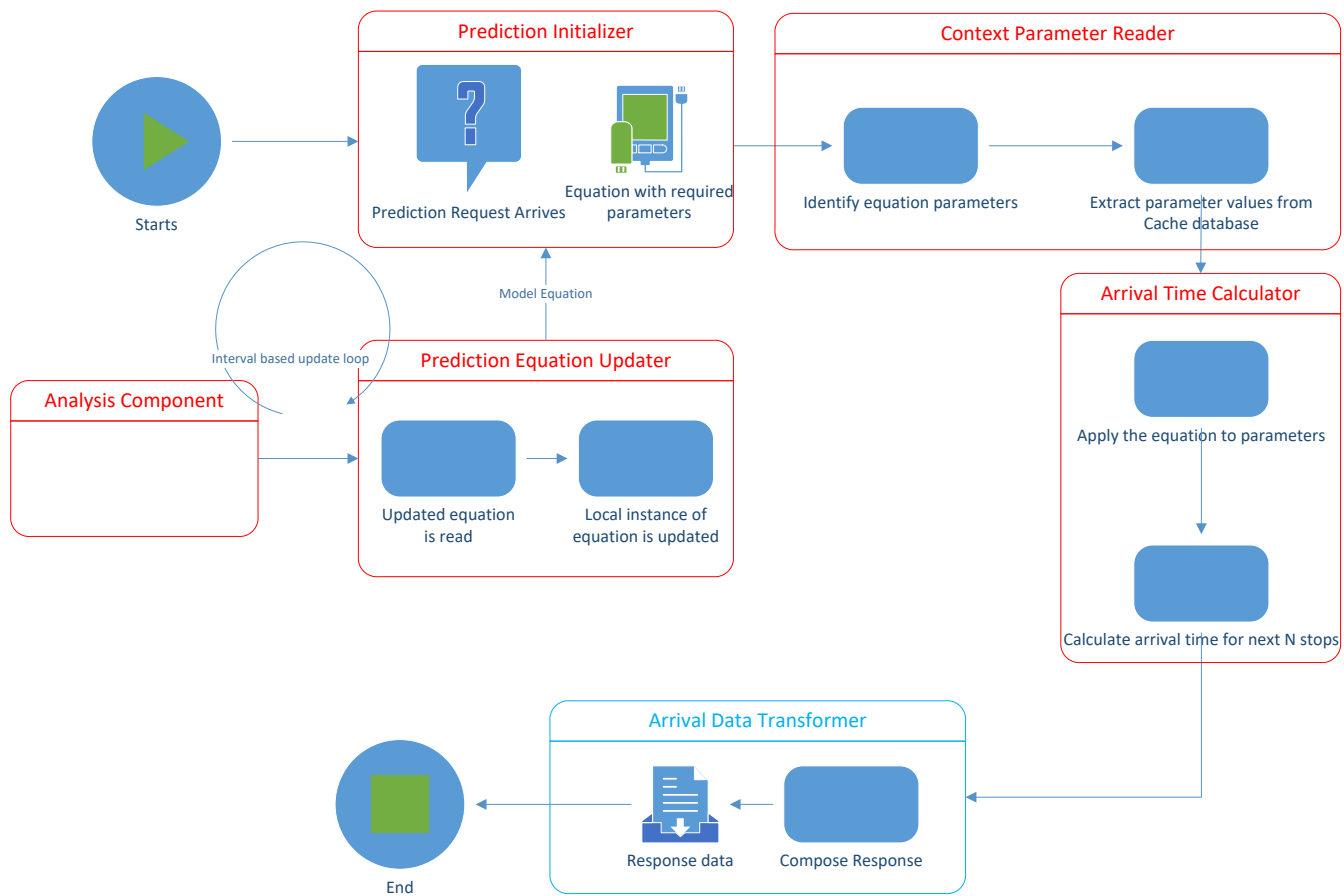 Prediction Initializer
Prediction Request Arrives
Equation with required
parameters
Context Parameter Reader
Identify equation parameters
Extract parameter values from
Cache database
Starts
Model Equation
Interval based update loop
Analysis Component
Prediction Equation Updater
Updated equation
is read
Local instance of
equation is updated
Arrival Time Calculator
Apply the equation to parameters
Calculate arrival time for next N stops
Arrival Data Transformer
Response data
Compose Response
End